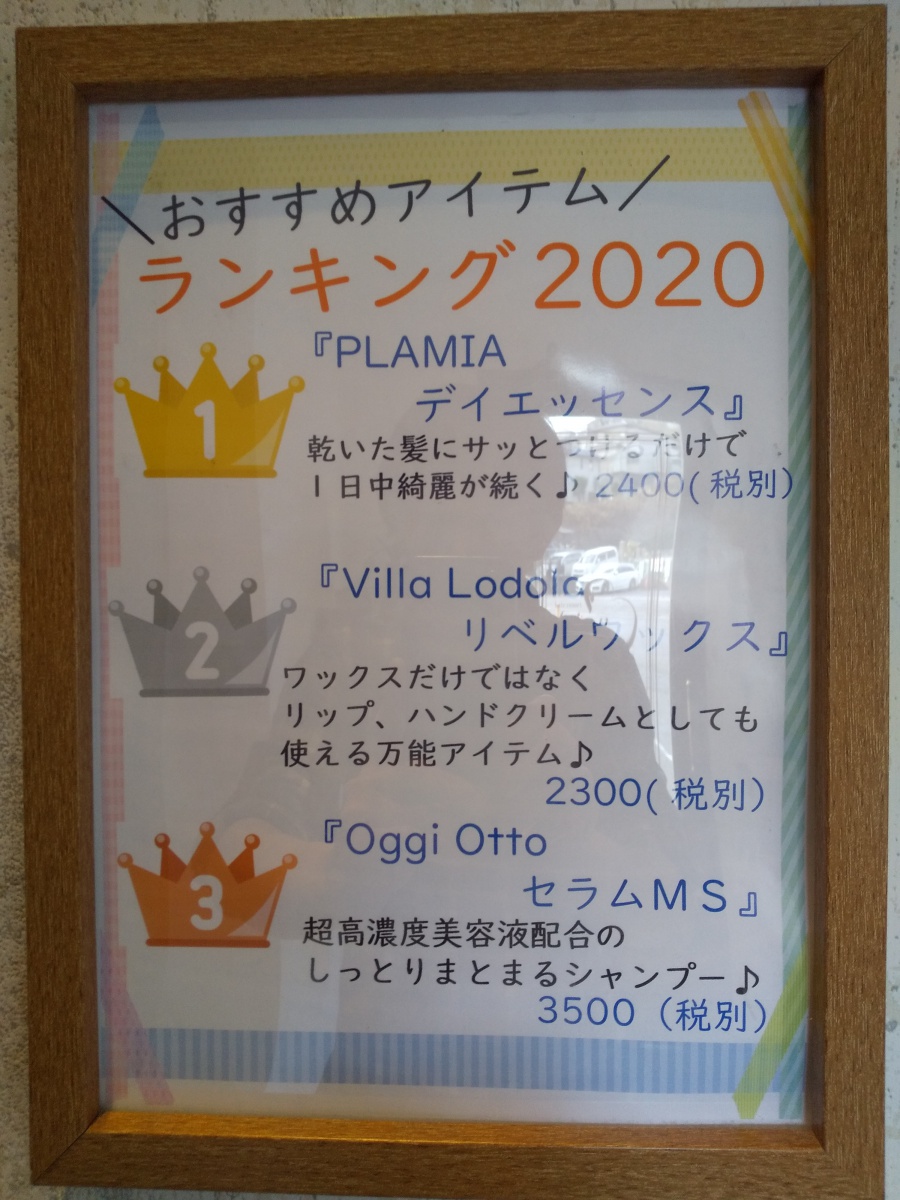 ＼おすすめアイテム／
ランキング2020
1
『PLAMIA
デイエッセンス』
乾いた髪にサッとつけるだけで
1日中綺麗が続く♪ 2400(税別)
2
『Villa Lodola
リベルワックス』
ワックスだけではなく
リップ、ハンドクリームとしても
使える万能アイテム♪
2300(税別)
3
『Oggi Otto
セラムMS』
超高濃度美容液配合の
しっとりまとまるシャンプー♪
3500（税別)